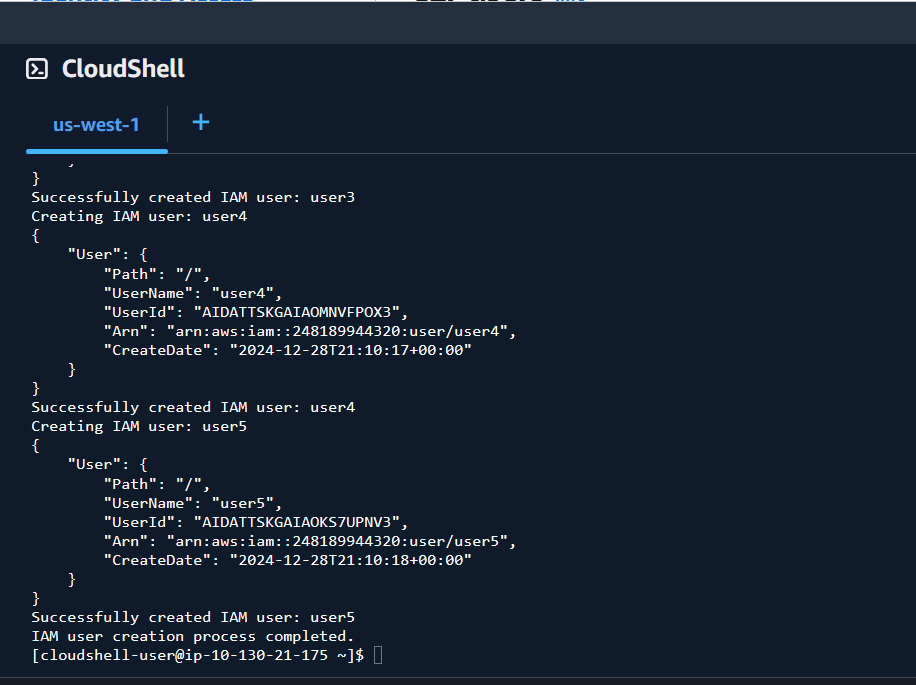 CloudShell
us-west-1 +
}
Successfully created IAM user: user3
Creating IAM user: user4
{
    "User": {
        "Path": "/",
        "UserName": "user4",
        "UserId": "AIDATTSKGAIAOMNVFPOX3",
        "Arn": "arn:aws:iam::248189944320:user/user4",
        "CreateDate": "2024-12-28T21:10:17+00:00"
    }
}
Successfully created IAM user: user4
Creating IAM user: user5
{
    "User": {
        "Path": "/",
        "UserName": "user5",
        "UserId": "AIDATTSKGAIAOKS7UPNV3",
        "Arn": "arn:aws:iam::248189944320:user/user5",
        "CreateDate": "2024-12-28T21:10:18+00:00"
    }
}
Successfully created IAM user: user5
IAM user creation process completed.
[cloudshell-user@ip-10-130-21-175 ~]$